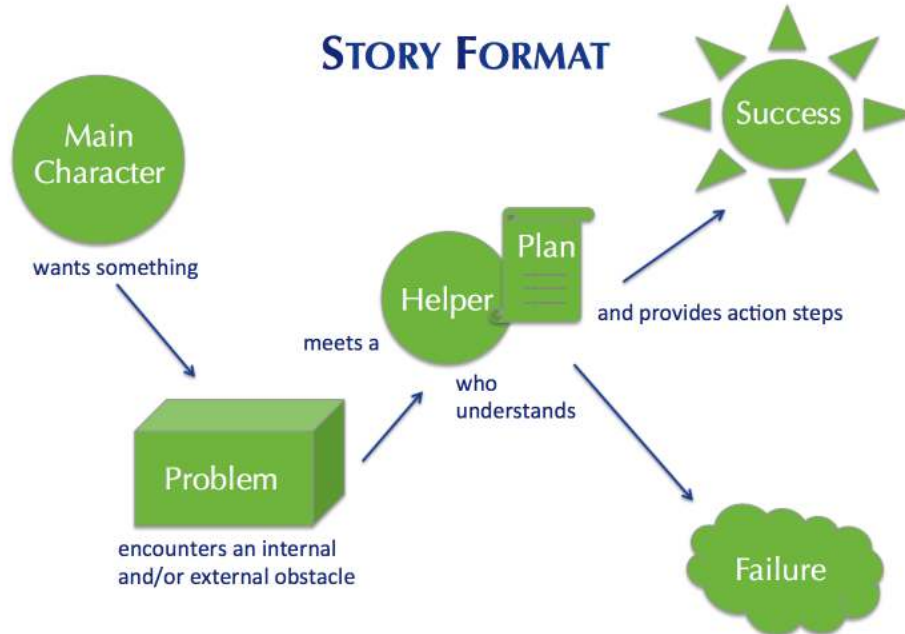 STORY FORMAT
Main
Character
wants something
Problem
encounters an internal
and/or external obstacle
meets a
Helper
Plan
who
understands
and provides action steps
Success
Failure